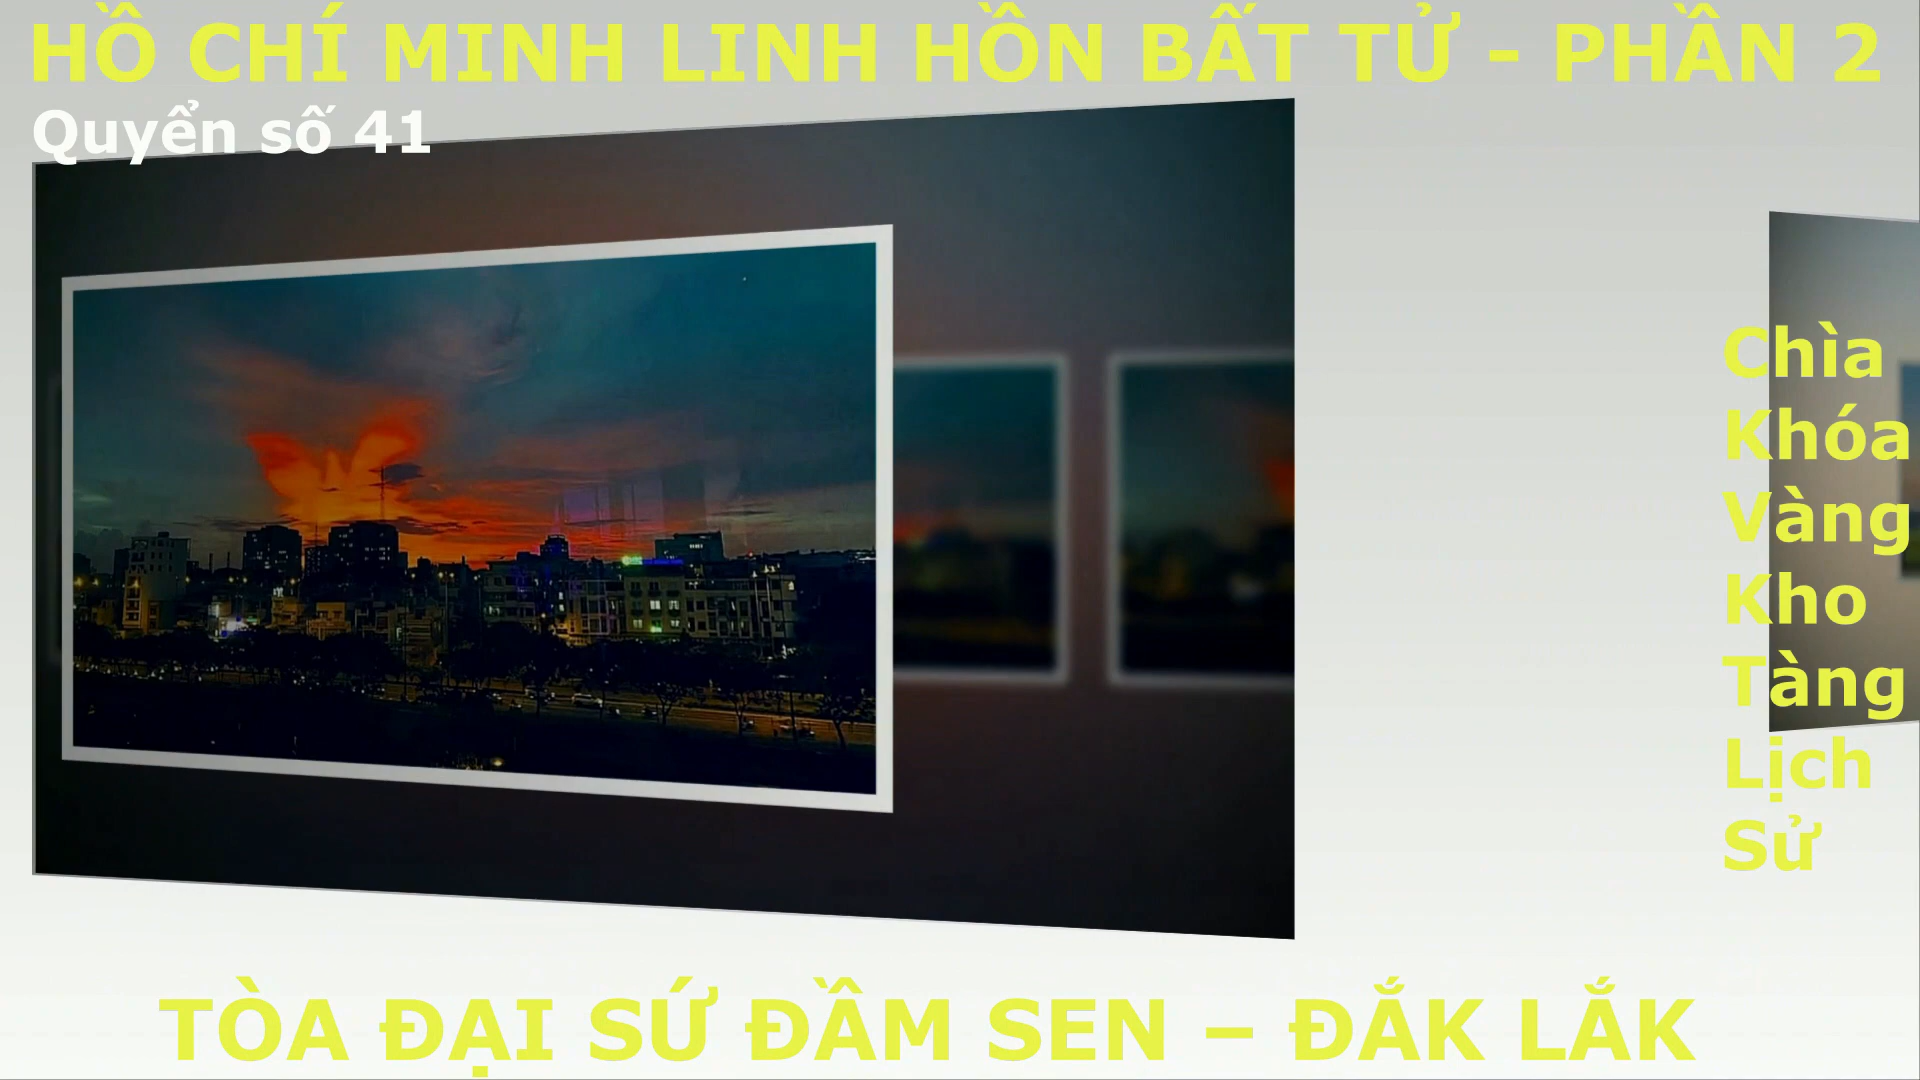 HỒ CHÍ MINH LINH HỒN BẤT TỬ - PHẦN 2
Quyển số 41
Chìa
Khóa
Vàng
Kho
Tàng
Lịch
Sử
TÒA ĐẠI SỨ ĐẦM SEN – ĐẮK LẮK